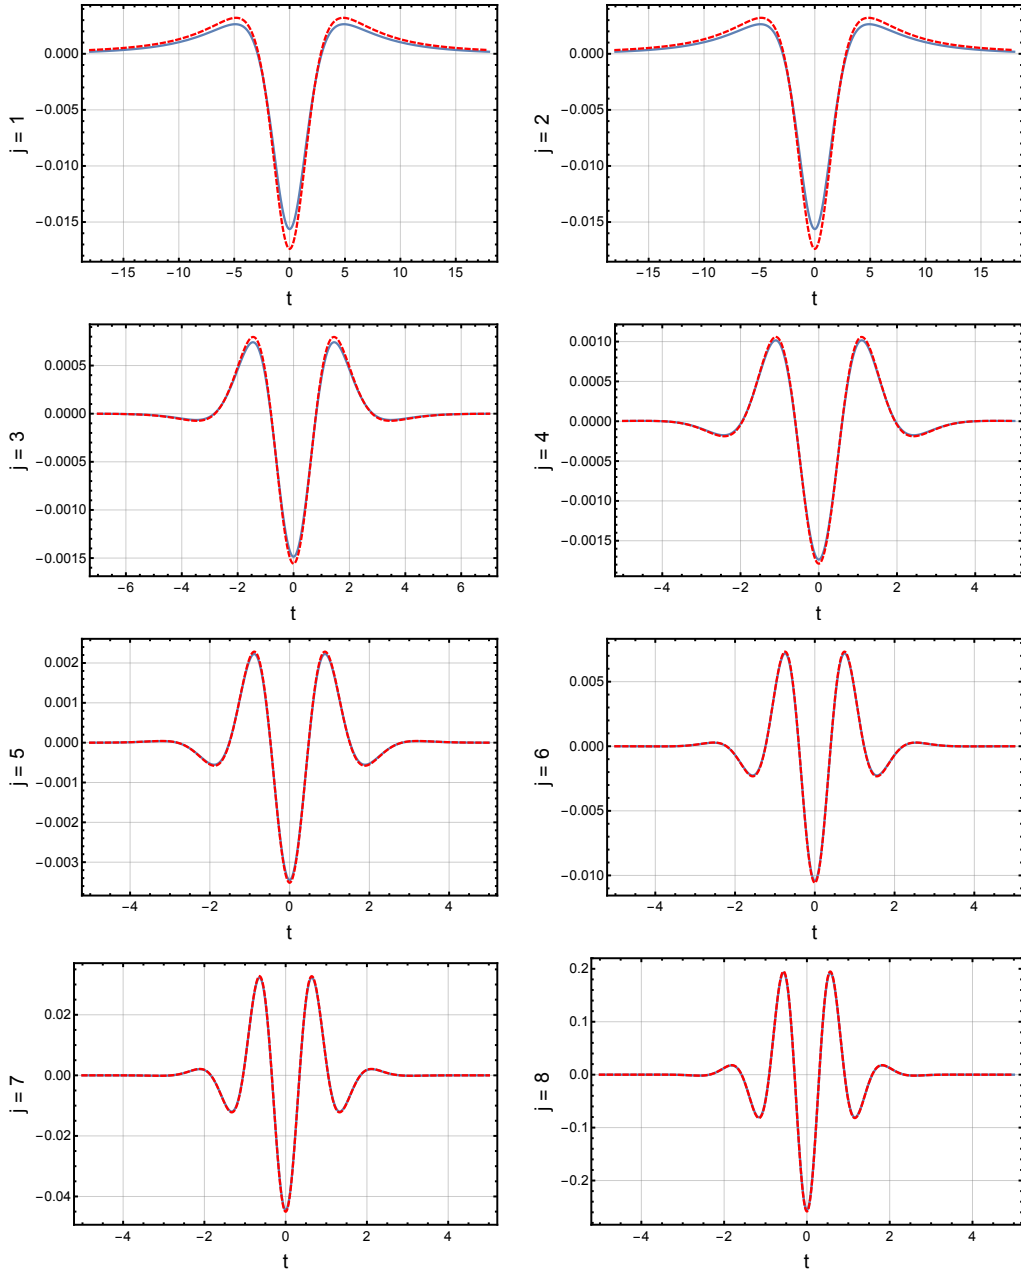 0.000
−0.005
−0.010
−0.015
j = 1
−15 −10 −5 0 5 10 15
t
0.000
−0.005
−0.010
−0.015
j = 2
−15 −10 −5 0 5 10 15
t
0.0005
0.0000
−0.0005
−0.0010
−0.0015
j = 3
−6 −4 −2 0 2 4 6
t
0.0010
0.0005
0.0000
−0.0005
−0.0010
−0.0015
j = 4
−4 −2 0 2 4
t
0.002
0.001
0.000
−0.001
−0.002
−0.003
j = 5
−4 −2 0 2 4
t
0.005
0.000
−0.005
−0.010
j = 6
−4 −2 0 2 4
t
0.02
0.00
−0.02
−0.04
j = 7
−4 −2 0 2 4
t
0.2
0.1
0.0
−0.1
−0.2
j = 8
−4 −2 0 2 4
t